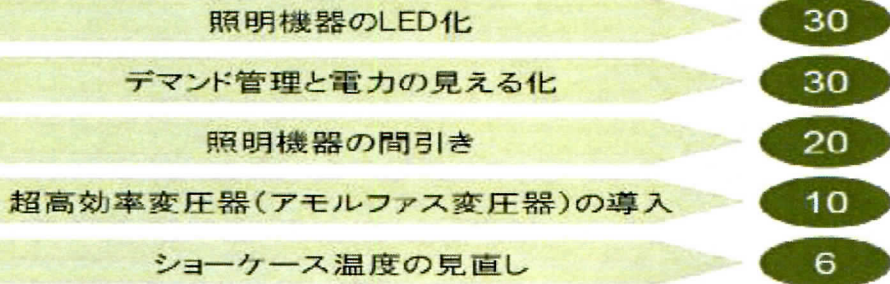 照明機器のLED化 30
デマンド管理と電力の見える化 30
照明機器の間引き 20
超高効率変圧器(アモルファス変圧器)の導入 10
ショーケース温度の見直し 6